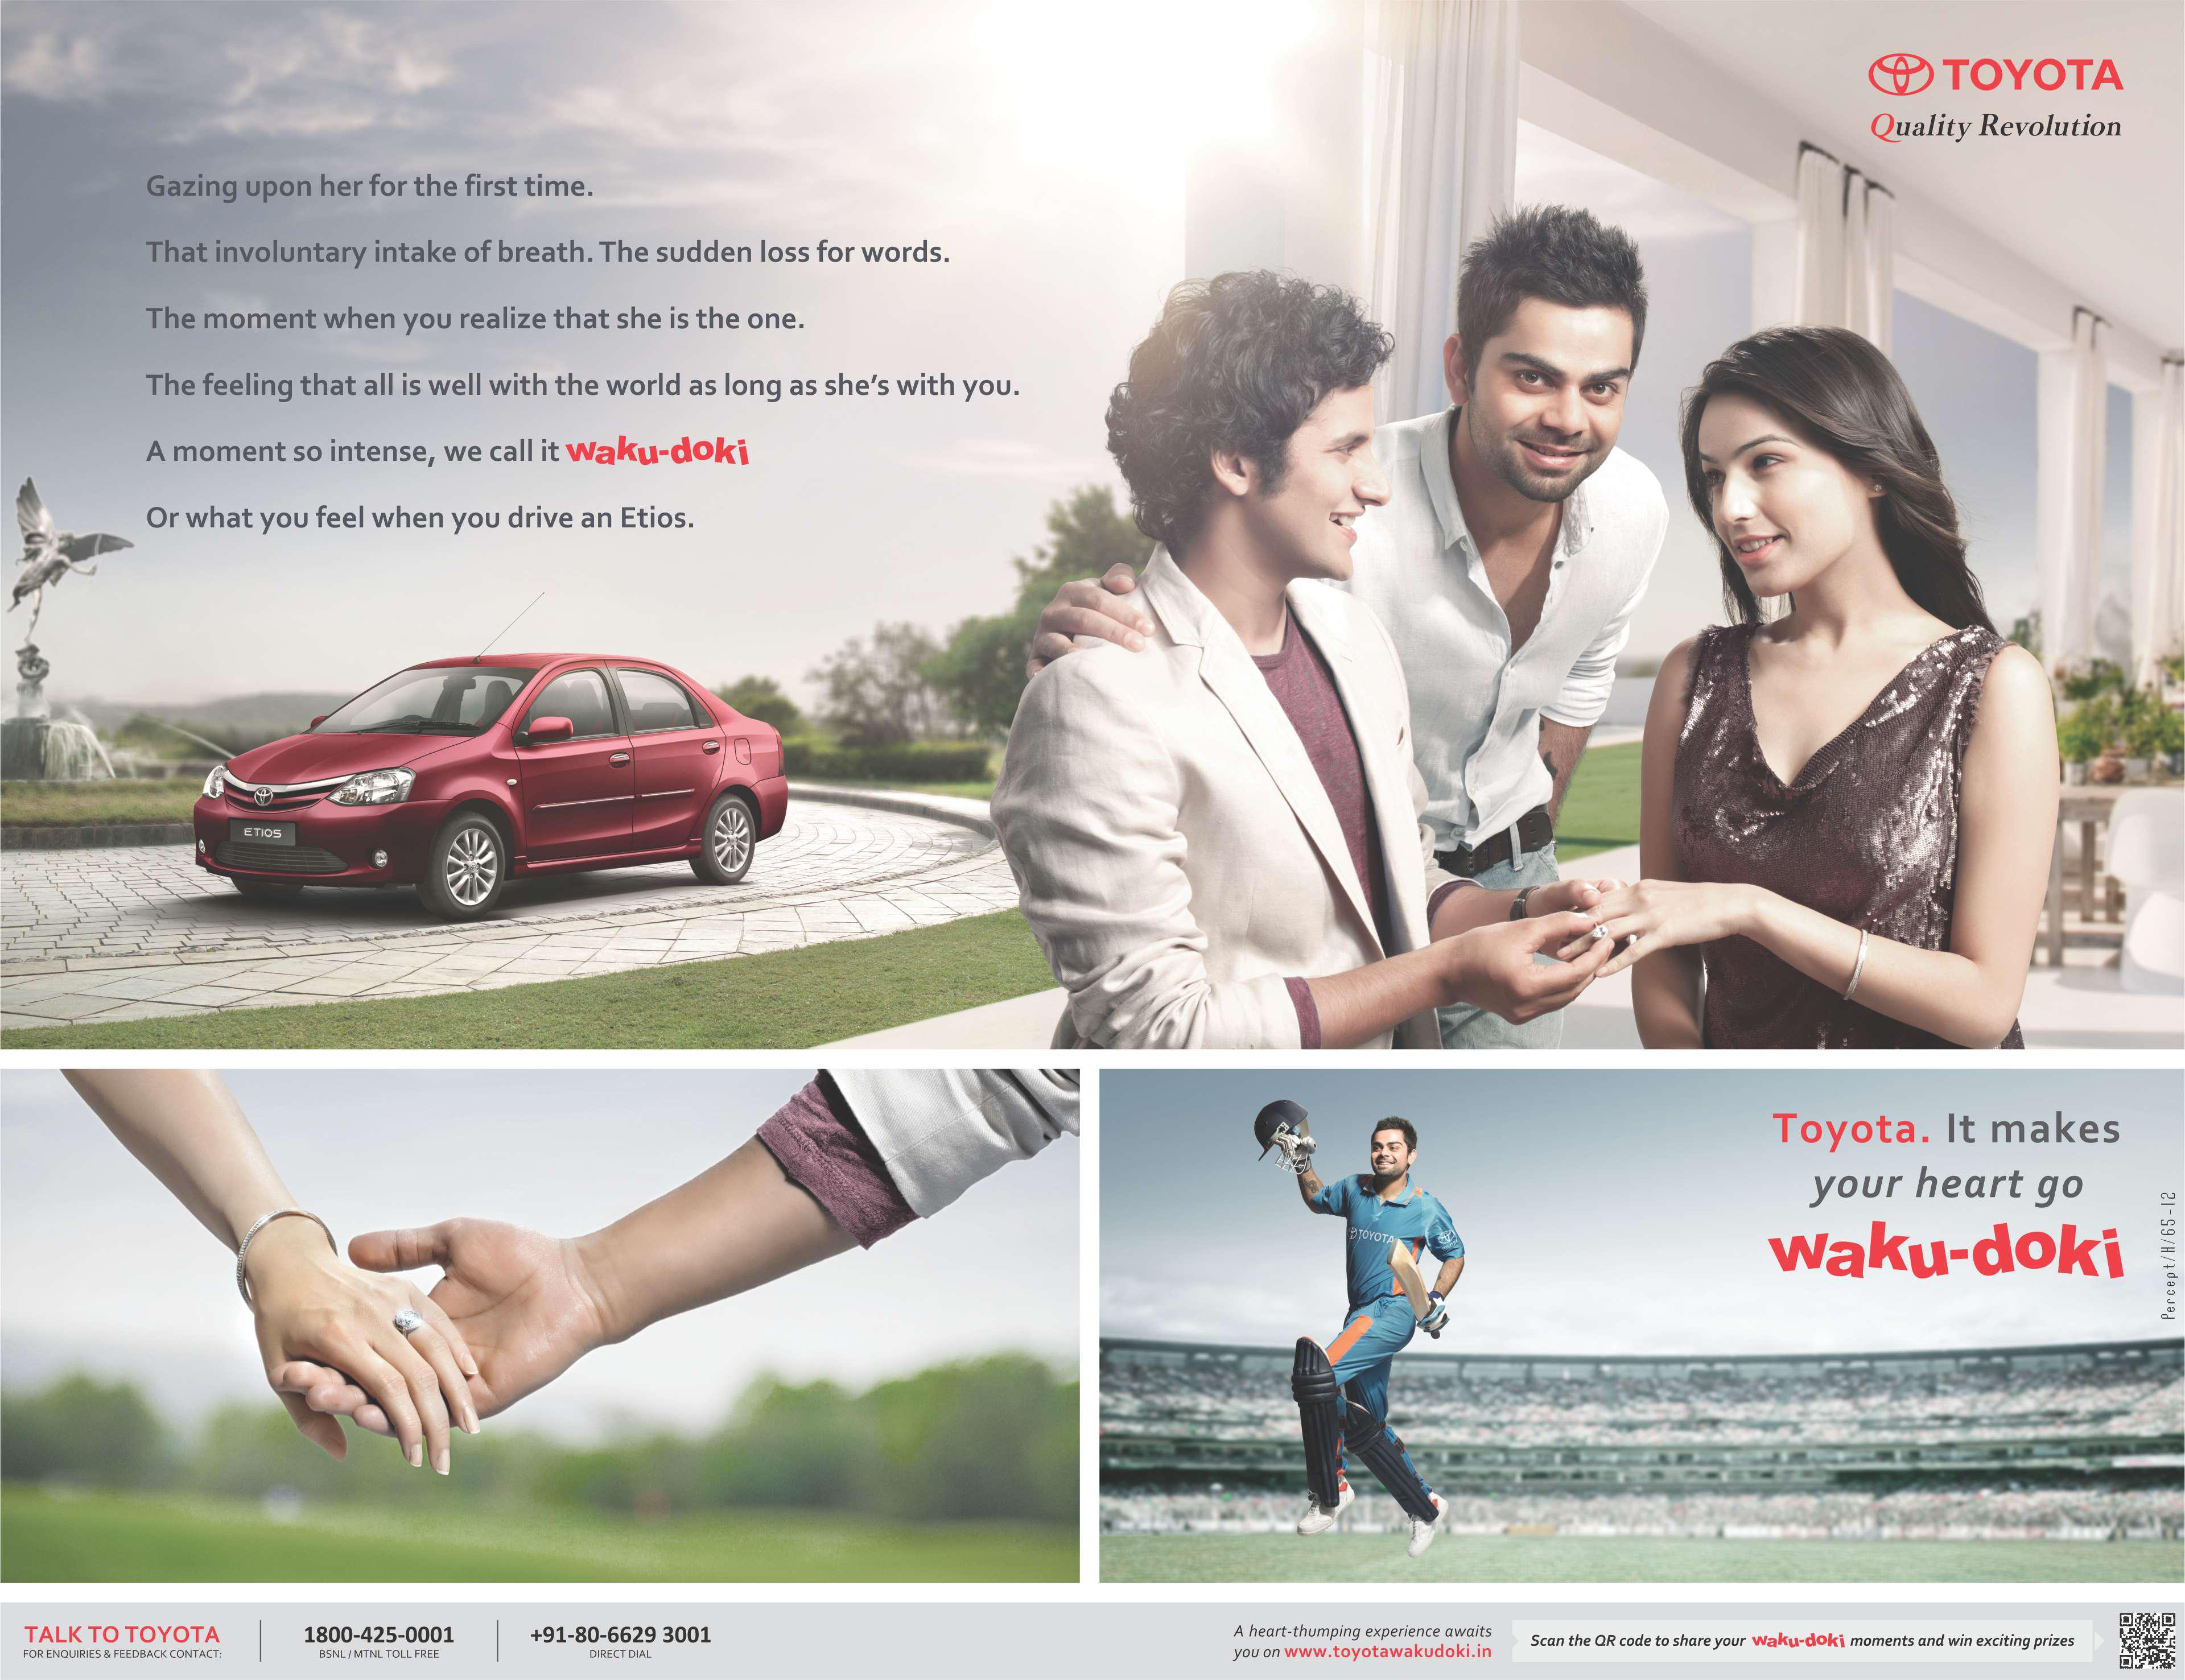 TOYOTA
Quality Revolution
Gazing upon her for the first time.
That involuntary intake of breath. The sudden loss for words.
The moment when you realize that she is the one.
The feeling that all is well with the world as long as she's with you.
A moment so intense, we call it waku-doki
Or what you feel when you drive an Etios.
ETIOS
Toyota. It makes
your heart go
waku-doki
TOYOTA
Percept/H/65-12
TALK TO TOYOTA
FOR ENQUIRIES & FEEDBACK CONTACT:
1800-425-0001
BSNL / MTNL TOLL FREE
+91-80-6629 3001
DIRECT DIAL
A heart-thumping experience awaits
you on www.toyotawakudoki.in
Scan the QR code to share your waku-doki moments and win exciting prizes